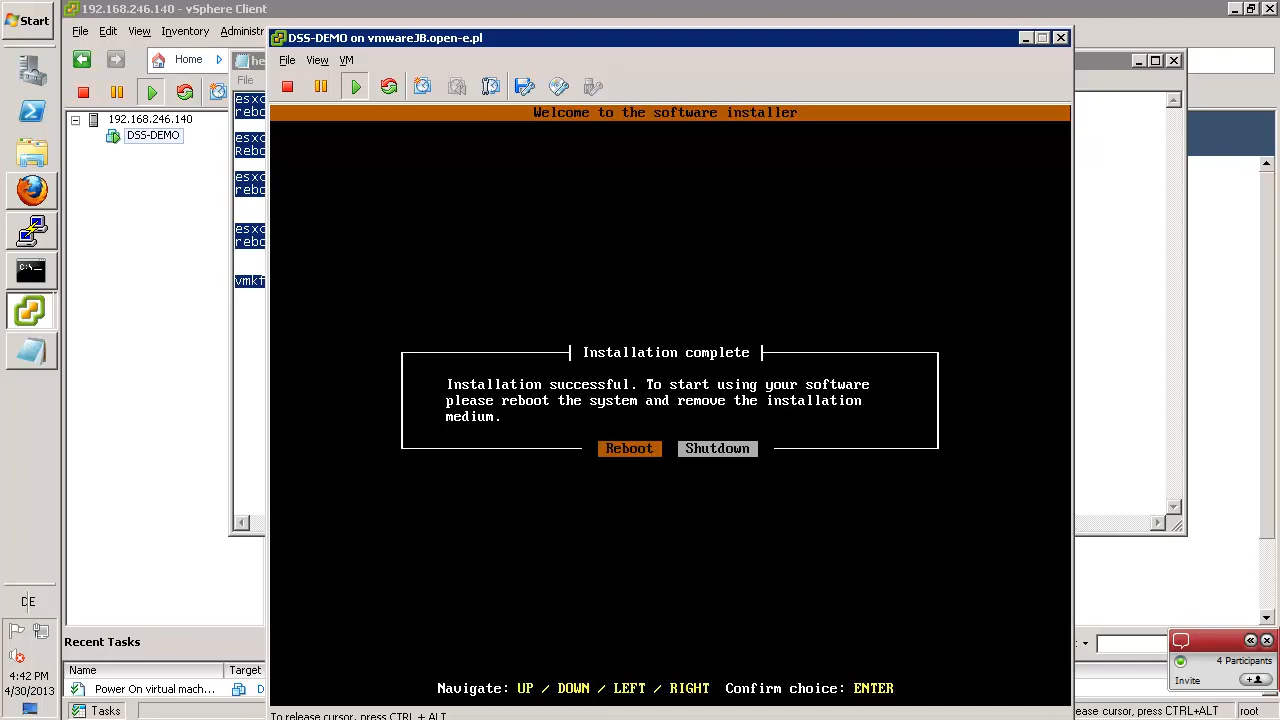 Start
192.168.246.140 - vSphere Client
File Edit View Inventory Administr
Home
192.168.246.140
DSS-DEMO
DSS-DEMO on vmwareJB.open-e.pl
File View VM
he
File
esxc
rebo
esxc
Rebo
esxc
rebo
esxc
rebo
vmkf
Welcome to the software installer
Installation complete
Installation successful. To start using your software
please reboot the system and remove the installation
medium.
Reboot Shutdown
Navigate: UP / DOWN / LEFT / RIGHT Confirm choice: ENTER
To release cursor, press CTRL + ALT
C:\
DE
4:42 PM
4/30/2013
Recent Tasks
Name Target
Power On virtual mach... D
Tasks
4 Participants
Invite
ease cursor, press CTRL+ALT root